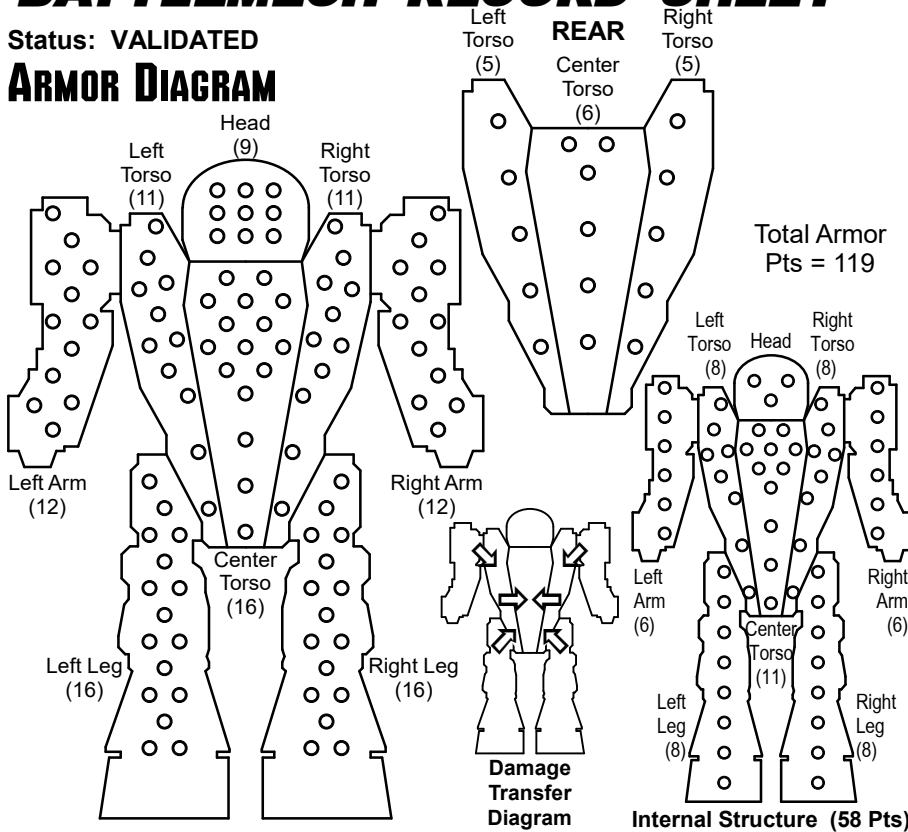 BATTLEMECH RECORD SHEET
Status: VALIDATED
ARMOR DIAGRAM
Head
(9)
Left
Torso
(11)
Right
Torso
(11)
Left Arm
(12)
Right Arm
(12)
Center
Torso
(16)
Left Leg
(16)
Right Leg
(16)
REAR
Left
Torso
(5)
Center
Torso
(6)
Right
Torso
(5)
Total Armor
Pts = 119
Left
Torso
(8)
Head
Right
Torso
(8)
Left
Arm
(6)
Right
Arm
(6)
Center
Torso
(11)
Left
Leg
(8)
Right
Leg
(8)
Damage
Transfer
Diagram
Internal Structure (58 Pts)